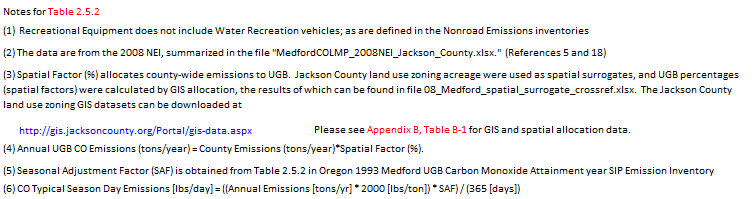 Notes for Table 2.5.2
(1) Recreational Equipment does not include Water Recreation vehicles; as are defined in the Nonroad Emissions inventories
(2) The data are from the 2008 NEI, summarized in the file "MedfordCOLMP_2008NEI_Jackson_County.xlsx." (References 5 and 18)
(3) Spatial Factor (%) allocates county-wide emissions to UGB. Jackson County land use zoning acreage were used as spatial surrogates, and UGB percentages
(spatial factors) were calculated by GIS allocation, the results of which can be found in file 08_Medford_spatial_surrogate_crossref.xlsx. The Jackson County
land use zoning GIS datasets can be downloaded at
http://gis.jacksoncounty.org/Portal/gis-data.aspx Please see Appendix B, Table B-1 for GIS and spatial allocation data.
(4) Annual UGB CO Emissions (tons/year) = County Emissions (tons/year)*Spatial Factor (%).
(5) Seasonal Adjustment Factor (SAF) is obtained from Table 2.5.2 in Oregon 1993 Medford UGB Carbon Monoxide Attainment year SIP Emission Inventory
(6) CO Typical Season Day Emissions [lbs/day] = ((Annual Emissions [tons/yr] * 2000 [lbs/ton]) * SAF) / (365 [days])